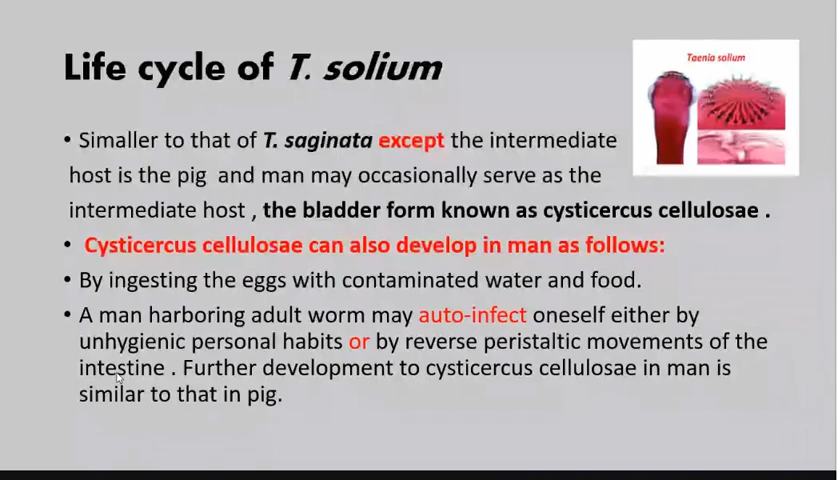 Life cycle of T. solium
Taenia solium
• Simaller to that of T. saginata except the intermediate
host is the pig and man may occasionally serve as the
intermediate host , the bladder form known as cysticercus cellulosae .
• Cysticercus cellulosae can also develop in man as follows:
• By ingesting the eggs with contaminated water and food.
• A man harboring adult worm may auto-infect oneself either by
unhygienic personal habits or by reverse peristaltic movements of the
intestine . Further development to cysticercus cellulosae in man is
similar to that in pig.